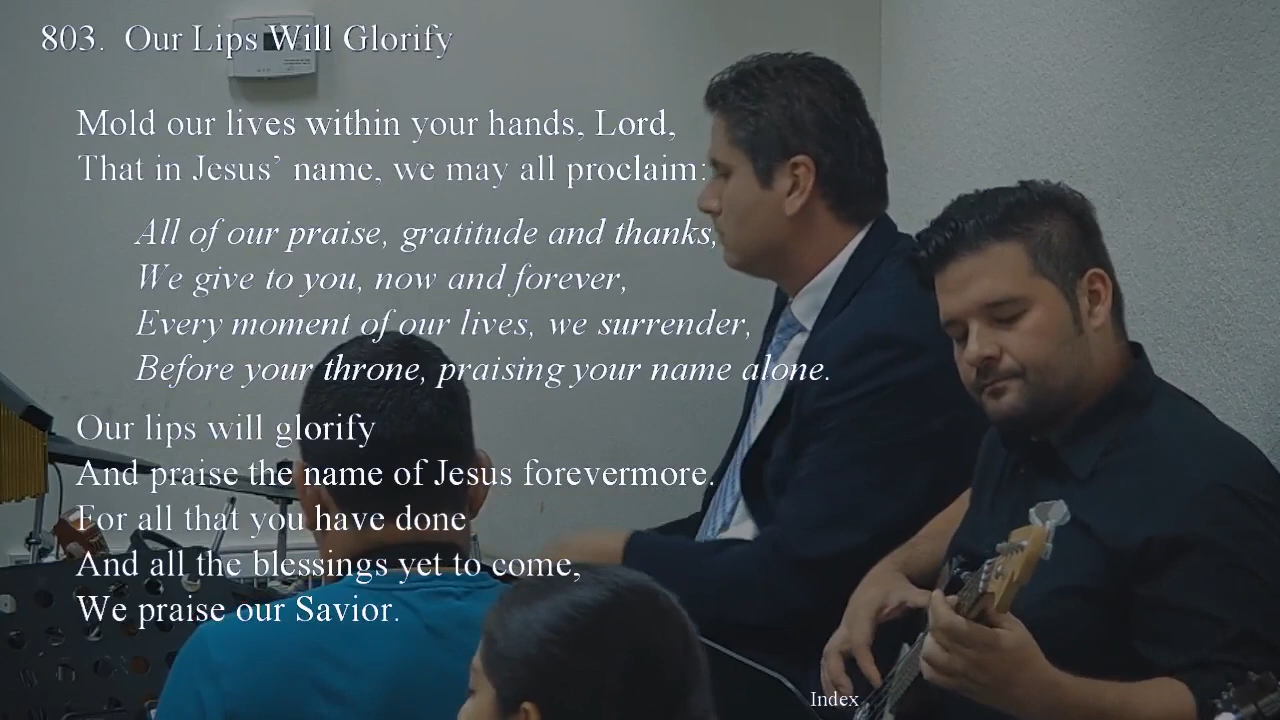 803. Our Lips Will Glorify
Mold our lives within your hands, Lord,
That in Jesus’ name, we may all proclaim:
All of our praise, gratitude and thanks,
We give to you, now and forever,
Every moment of our lives, we surrender,
Before your throne, praising your name alone.
Our lips will glorify
And praise the name of Jesus forevermore.
For all that you have done
And all the blessings yet to come,
We praise our Savior.
Index